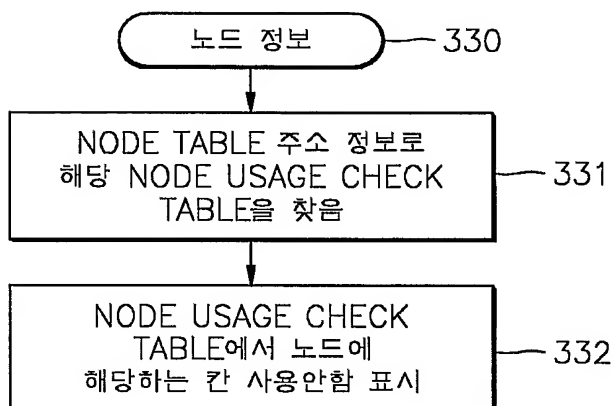 노드 정보
330
NODE TABLE 주소 정보로
해당 NODE USAGE CHECK
TABLE을 찾음
331
NODE USAGE CHECK
TABLE에서 노드에
해당하는 칸 사용안함 표시
332